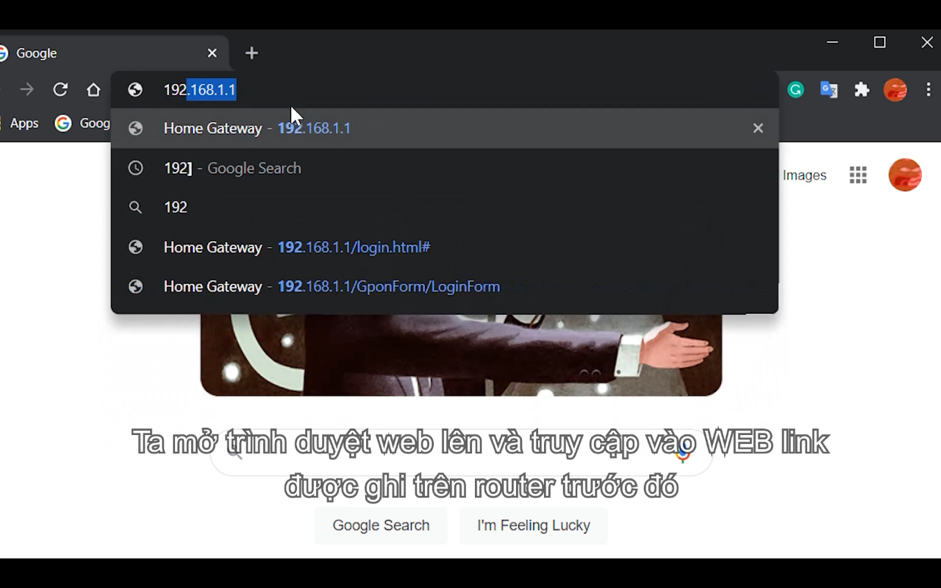 Google
192.168.1.1
Apps
Goog
Home Gateway - 192.168.1.1
192] - Google Search
192
Home Gateway - 192.168.1.1/login.html#
Home Gateway - 192.168.1.1/GponForm/LoginForm
Images
Ta mở trình duyệt web lên và truy cập vào WEB link
được ghi trên router trước đó
Google Search
I'm Feeling Lucky